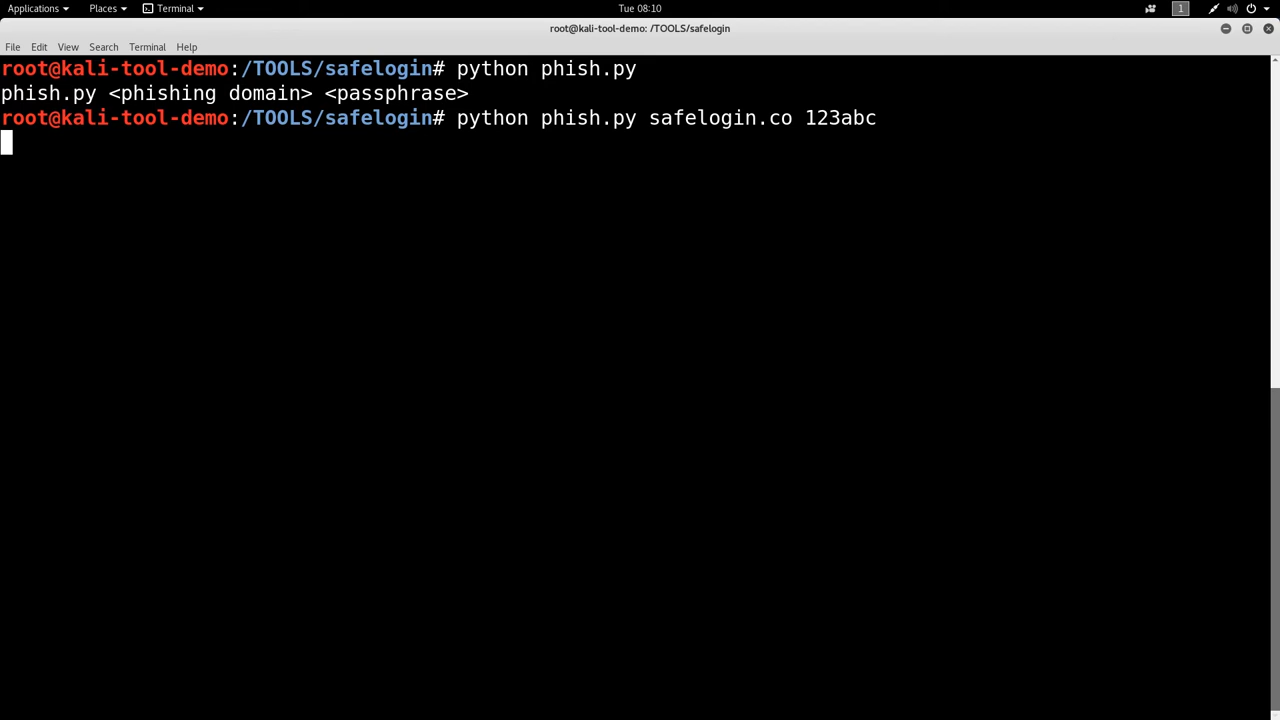 Applications Places Terminal Tue 08:10 1
root@kali-tool-demo: /TOOLS/safelogin
File Edit View Search Terminal Help
root@kali-tool-demo:/TOOLS/safelogin# python phish.py
phish.py <phishing domain> <passphrase>
root@kali-tool-demo:/TOOLS/safelogin# python phish.py safelogin.co 123abc